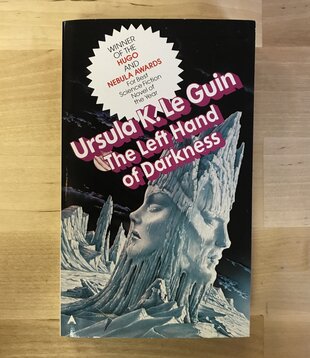 WINNER
OF THE
HUGO
AND
NEBULA AWARDS
For Best
Science Fiction
Novel of
the Year
Ursula K. Le Guin
The Left Hand
of Darkness